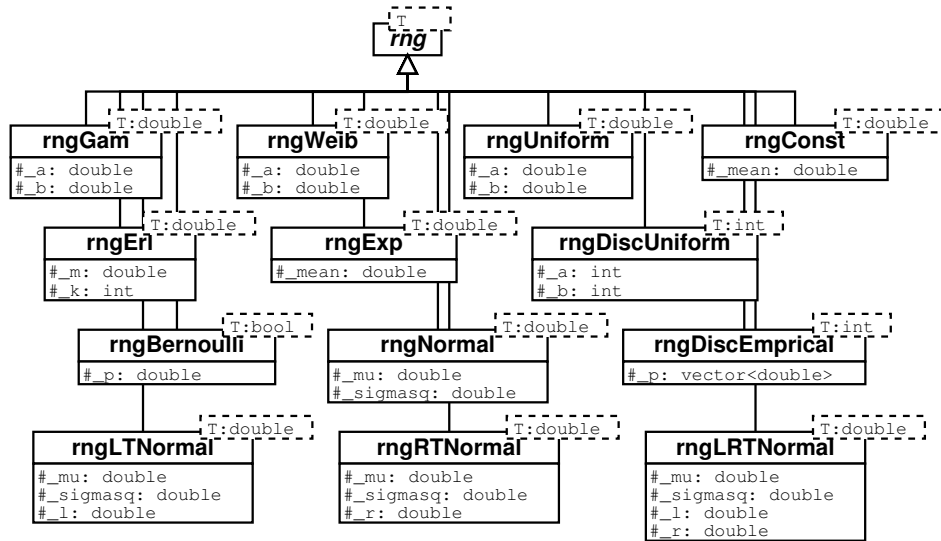 T
rng
T:double
rngGam
#_a: double
#_b: double
T:double
rngWeib
#_a: double
#_b: double
T:double
rngUniform
#_a: double
#_b: double
T:double
rngConst
#_mean: double
T:double
rngErl
#_m: double
#_k: int
T:double
rngExp
#_mean: double
T:int
rngDiscUniform
#_a: int
#_b: int
T:bool
rngBernoulli
#_p: double
T:double
rngNormal
#_mu: double
#_sigmasq: double
T:int
rngDiscEmprical
#_p: vector<double>
T:double
rngLTNormal
#_mu: double
#_sigmasq: double
#_l: double
T:double
rngRTNormal
#_mu: double
#_sigmasq: double
#_r: double
T:double
rngLRTNormal
#_mu: double
#_sigmasq: double
#_l: double
#_r: double